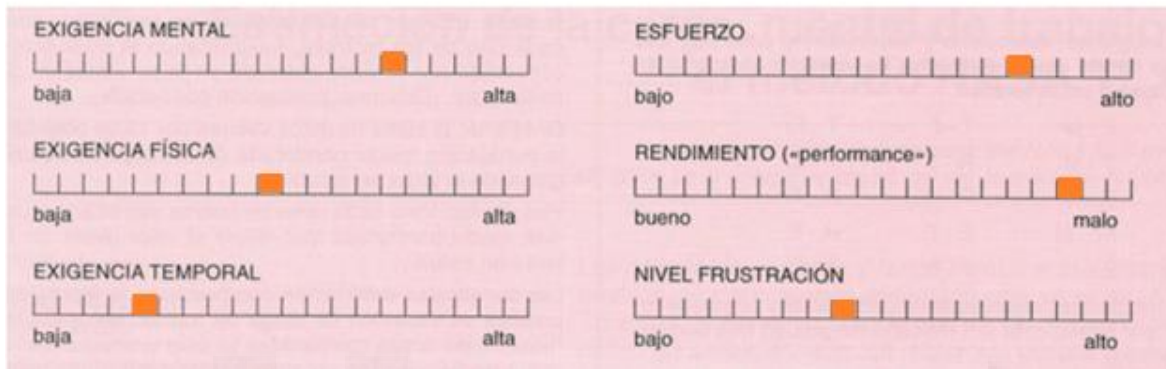 EXIGENCIA MENTAL
baja alta
EXIGENCIA FÍSICA
baja alta
EXIGENCIA TEMPORAL
baja alta
ESFUERZO
bajo alto
RENDIMIENTO («performance»)
bueno malo
NIVEL FRUSTRACIÓN
bajo alto